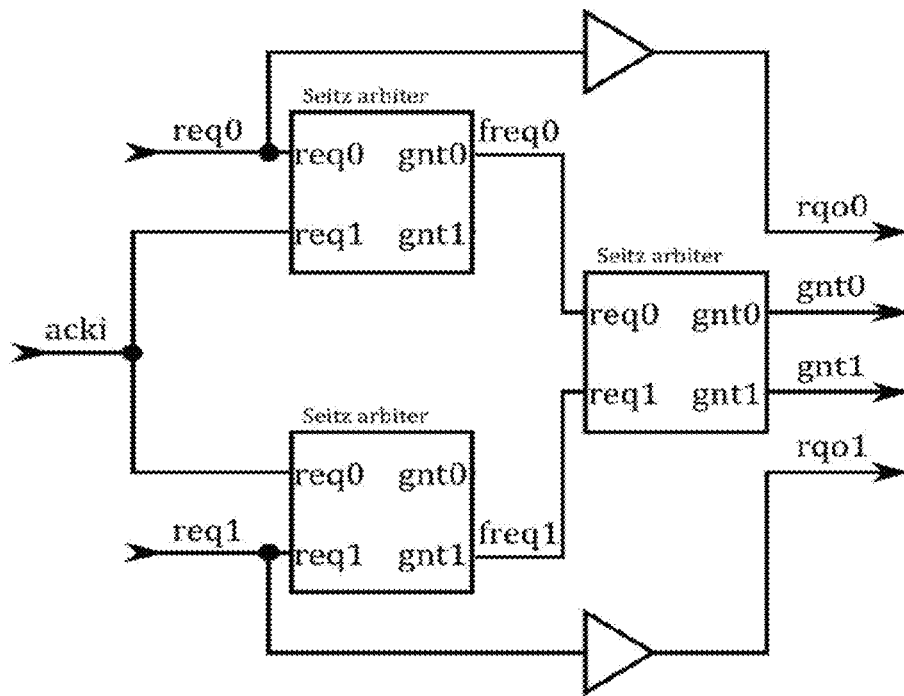 Seitz arbiter
req0
freq0
req0 gnt0
rqo0
req1 gnt1
Seitz arbiter
gnt0
acki
req0 gnt0
gnt1
req1 gnt1
Seitz arbiter
rqo1
req0 gnt0
req1
freq1
req1 gnt1